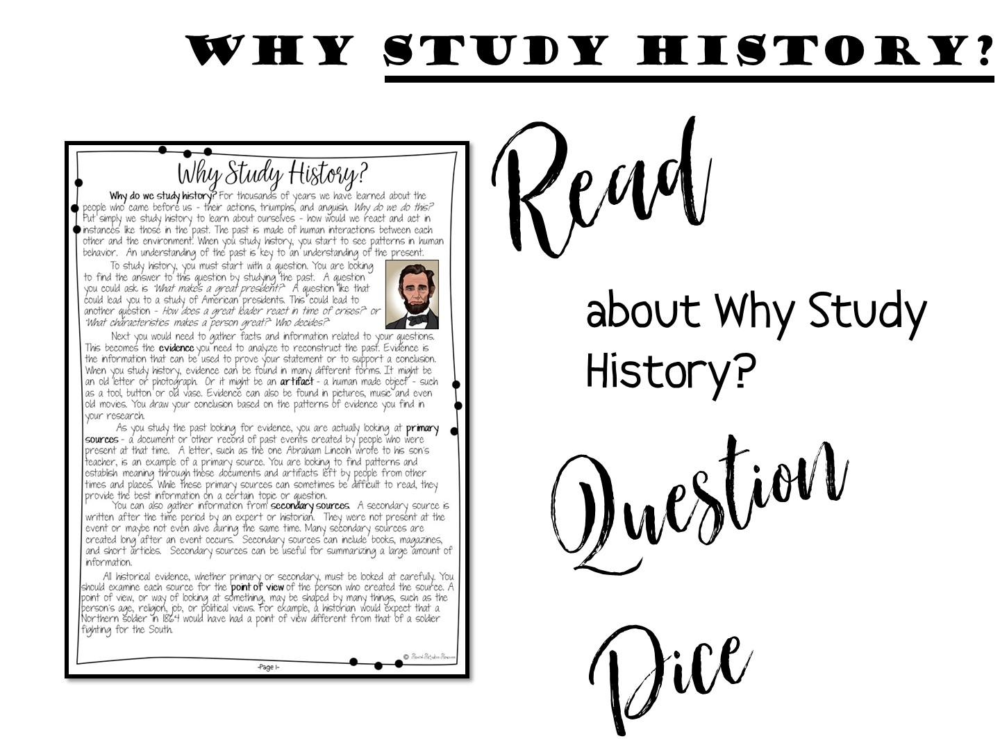 WHY STUDY HISTORY?
Why Study History?
Why do we study history? For thousands of years we have learned about the
people who came before us - their actions, triumphs, and anguish. Why do we do this?
Put simply we study history to learn about ourselves - how would we react and act in
instances like those in the past. The past is made of human interactions between each
other and the environment. When you study history, you start to see patterns in human
behavior. An understanding of the past is key to an understanding of the present.
To study history, you must start with a question. You are looking
to find the answer to this question by studying the past. A question
you could ask is "What makes a great president?" A question like that
could lead you to a study of American presidents. This could lead to
another question - How does a great leader react in time of crises?" or
"What characteristics makes a person great?" Who decides?"
Next you would need to gather facts and information related to your questions.
This becomes the evidence you need to analyze to reconstruct the past. Evidence is
the information that can be used to prove your statement or to support a conclusion.
When you study history, evidence can be found in many different forms. It might be
an old letter or photograph. Or it might be an artifact - a human made object - such
as a tool, button or old vase. Evidence can also be found in pictures, music and even
old movies. You draw your conclusion based on the patterns of evidence you find in
your research.
As you study the past looking for evidence, you are actually looking at primary
sources - a document or other record of past events created by people who were
present at that time. A letter, such as the one Abraham Lincoln wrote to his son's
teacher, is an example of a primary source. You are looking to find patterns and
establish meaning through these documents and artifacts left by people from other
times and places. While these primary sources can sometimes be difficult to read, they
provide the best information on a certain topic or question.
You can also gather information from secondary sources. A secondary source is
written after the time period by an expert or historian. They were not present at the
event or maybe not even alive during the same time. Many secondary sources are
created long after an event occurs. Secondary sources can include books, magazines,
and short articles. Secondary sources can be useful for summarizing a large amount of
information.
All historical evidence, whether primary or secondary, must be looked at carefully. You
should examine each source for the point of view of the person who created the source. A
point of view, or way of looking at something, may be shaped by many things, such as the
person's age, religion, job, or political views. For example, a historian would expect that a
Northern soldier in 1864 would have had a point of view different from that of a soldier
fighting for the South.
© Social Studies
-Page 1-
Read
about Why Study
History?
Question
Dice